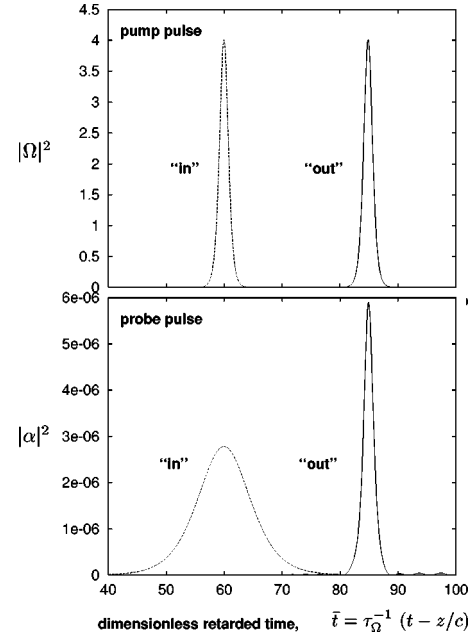 4.5
pump pulse
4
3.5
3
|Ω|²
2.5
2
“in”
“out”
1.5
1
0.5
0
6e-06
probe pulse
5e-06
4e-06
|α|²
3e-06
“in”
“out”
2e-06
1e-06
0
40 50 60 70 80 90 100
dimensionless retarded time, t̄ = τ_Ω⁻¹ (t − z/c)